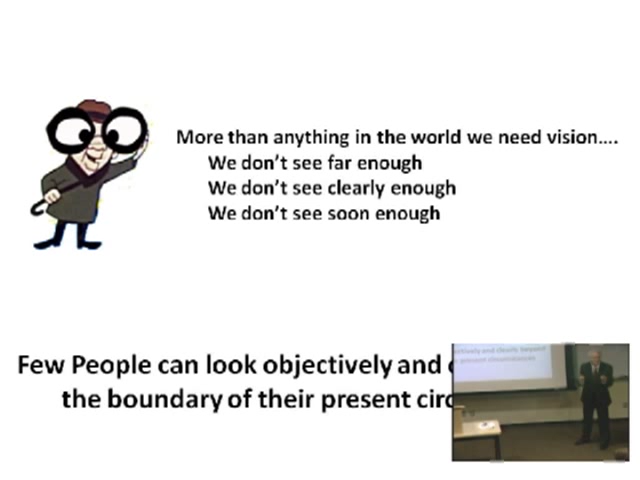 More than anything in the world we need vision....
We don't see far enough
We don't see clearly enough
We don't see soon enough
Few People can look objectively and
the boundary of their present